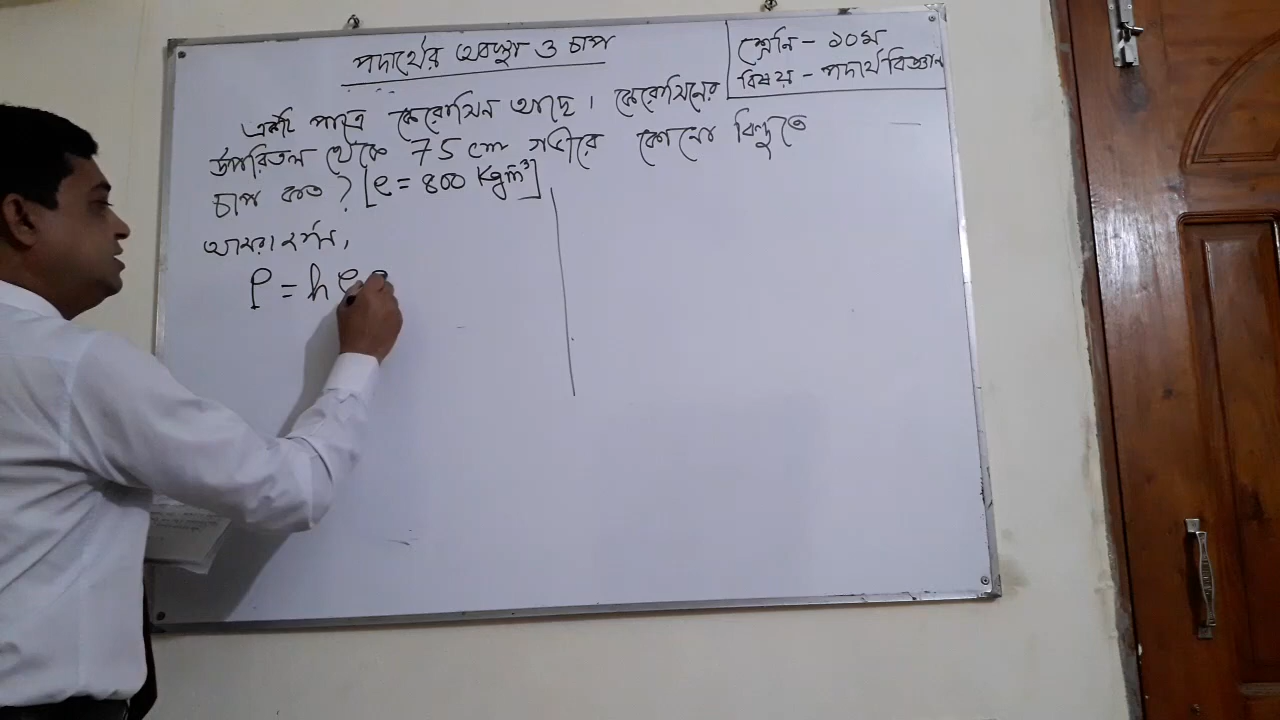 পদার্থের অবস্থা ও চাপ
শ্রেনি - ১০ম
বিষয় - পদার্থবিজ্ঞান
একটি পাত্রে কেরোসিন আছে। কেরোসিনের
উপরিতল থেকে 75 cm গভীরে কোনো বিন্দুতে
চাপ কত? [ρ = 800 Kgm⁻³]
আমরা জানি,
P = hρ